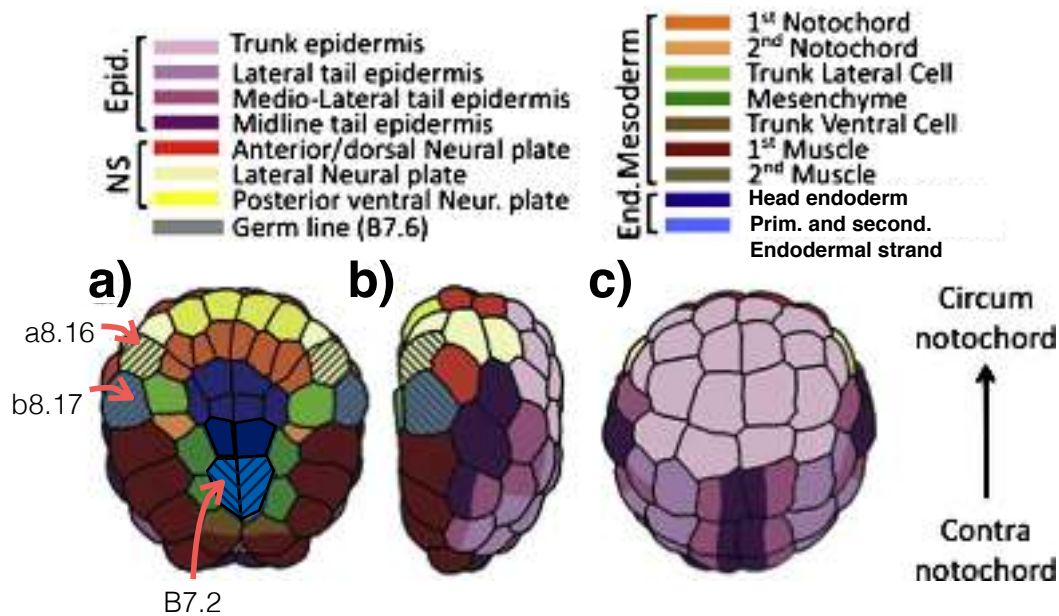 Epid.
Trunk epidermis
Lateral tail epidermis
Medio-Lateral tail epidermis
Midline tail epidermis
NS
Anterior/dorsal Neural plate
Lateral Neural plate
Posterior ventral Neur. plate
Germ line (B7.6)
Mesoderm
1st Notochord
2nd Notochord
Trunk Lateral Cell
Mesenchyme
Trunk Ventral Cell
1st Muscle
2nd Muscle
End.
Head endoderm
Prim. and second.
Endodermal strand
a)
b)
c)
a8.16
b8.17
B7.2
Circum
notochord
Contra
notochord